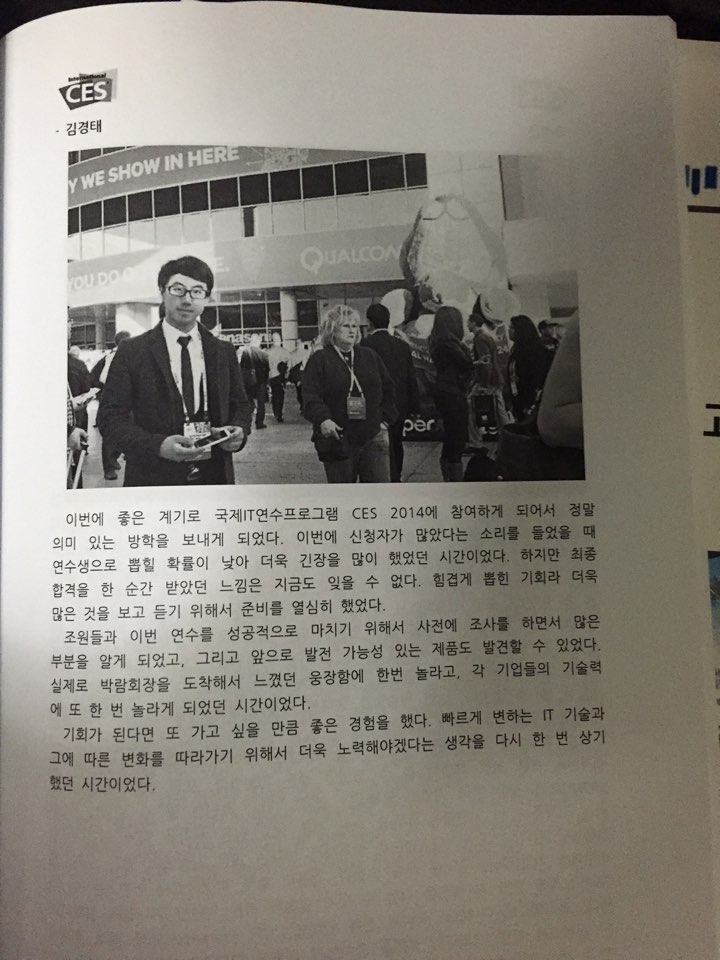 International
CES
- 김경태
Y WE SHOW IN HERE
YOU DO
QUALCOM
Panasonic
per
이번에 좋은 계기로 국제IT연수프로그램 CES 2014에 참여하게 되어서 정말
의미 있는 방학을 보내게 되었다. 이번에 신청자가 많았다는 소리를 들었을 때
연수생으로 뽑힐 확률이 낮아 더욱 긴장을 많이 했었던 시간이었다. 하지만 최종
합격을 한 순간 받았던 느낌은 지금도 잊을 수 없다. 힘겹게 뽑힌 기회라 더욱
많은 것을 보고 듣기 위해서 준비를 열심히 했었다.
조원들과 이번 연수를 성공적으로 마치기 위해서 사전에 조사를 하면서 많은
부분을 알게 되었고, 그리고 앞으로 발전 가능성 있는 제품도 발견할 수 있었다.
실제로 박람회장을 도착해서 느꼈던 웅장함에 한번 놀라고, 각 기업들의 기술력
에 또 한 번 놀라게 되었던 시간이었다.
기회가 된다면 또 가고 싶을 만큼 좋은 경험을 했다. 빠르게 변하는 IT 기술과
그에 따른 변화를 따라가기 위해서 더욱 노력해야겠다는 생각을 다시 한 번 상기
했던 시간이었다.